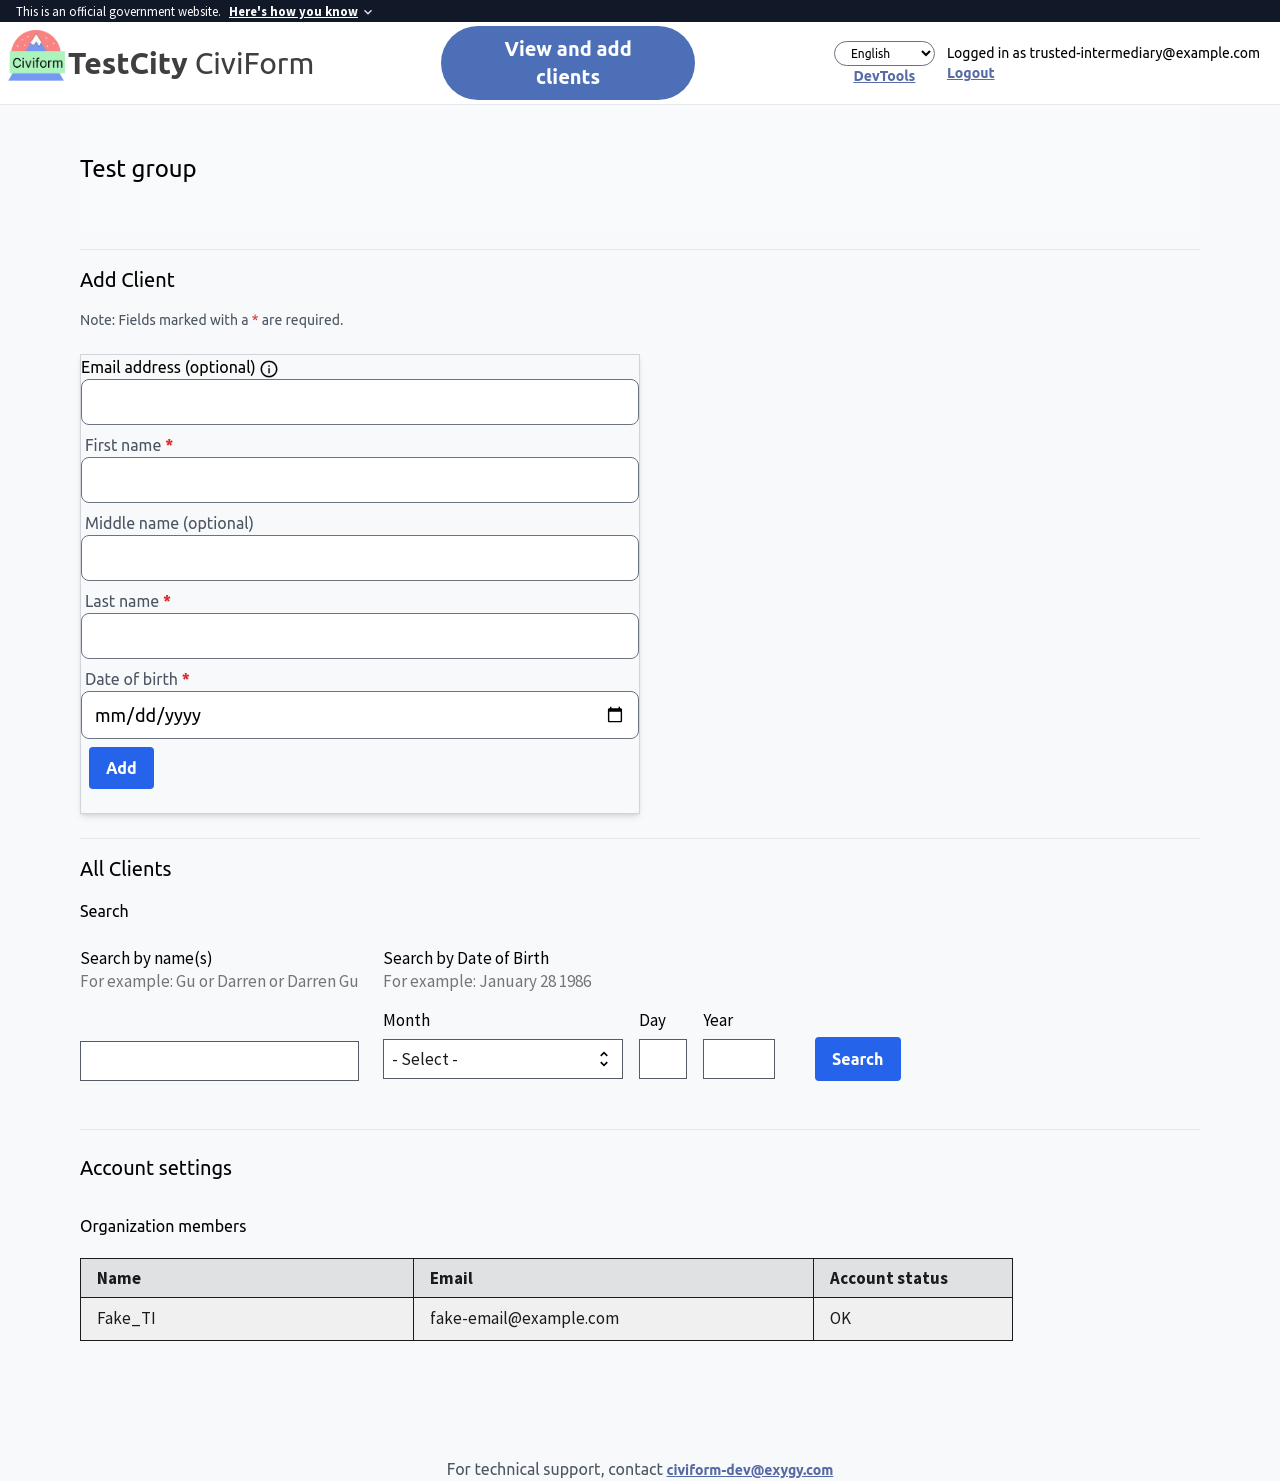 This is an official government website. Here's how you know
Civiform
TestCity CiviForm
View and add
clients
English
DevTools
Logged in as trusted-intermediary@example.com
Logout
Test group
Add Client
Note: Fields marked with a * are required.
Email address (optional)
First name *
Middle name (optional)
Last name *
Date of birth *
mm/dd/yyyy
Add
All Clients
Search
Search by name(s)
For example: Gu or Darren or Darren Gu
Search by Date of Birth
For example: January 28 1986
Month Day Year
- Select -
Search
Account settings
Organization members
Name Email Account status
Fake_TI fake-email@example.com OK
For technical support, contact civiform-dev@exygy.com